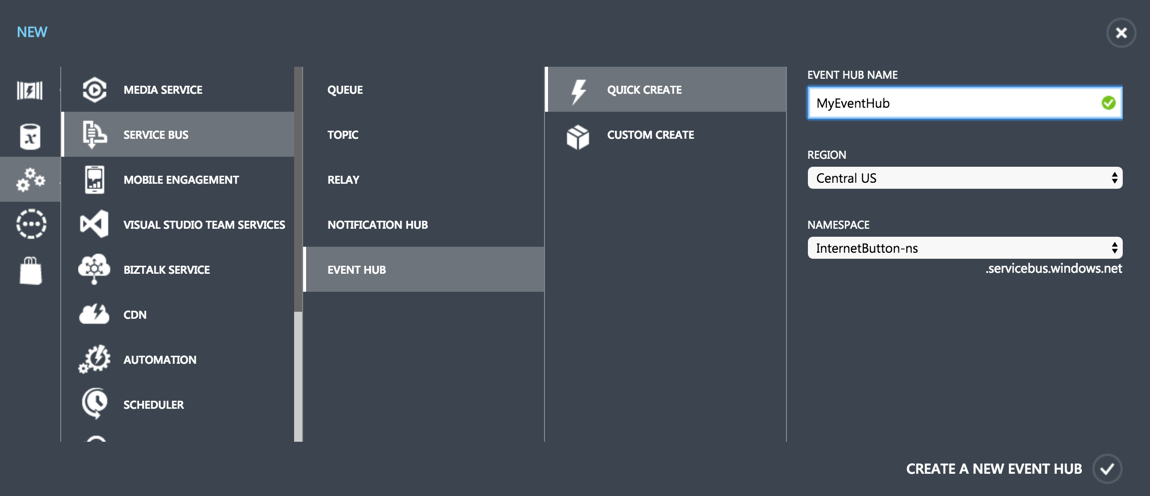 NEW
MEDIA SERVICE
SERVICE BUS
MOBILE ENGAGEMENT
VISUAL STUDIO TEAM SERVICES
BIZTALK SERVICE
CDN
AUTOMATION
SCHEDULER
QUEUE
TOPIC
RELAY
NOTIFICATION HUB
EVENT HUB
QUICK CREATE
CUSTOM CREATE
EVENT HUB NAME
MyEventHub
REGION
Central US
NAMESPACE
InternetButton-ns
.servicebus.windows.net
CREATE A NEW EVENT HUB